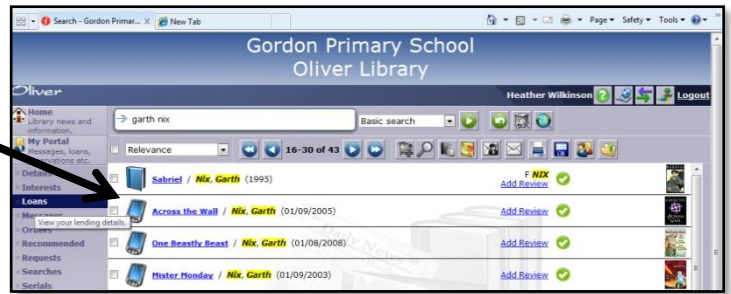 Search - Gordon Primar... X New Tab Page Safety Tools
Gordon Primary School
Oliver Library
Oliver
Heather Wilkinson Logout
Home
Library news and
information.
garth nix Basic search
My Portal
Messages, loans,
reservations etc.
Relevance 16-30 of 43
Details
Interests
Loans
Messages
View your lending details.
Orders
Recommended
Requests
Searches
Serials
Sabriel / Nix, Garth (1995) F NIX
Add Review
Across the Wall / Nix, Garth (01/09/2005) Add Review
One Beastly Beast / Nix, Garth (01/08/2008) Add Review
Mister Monday / Nix, Garth (01/09/2003) Add Review
Daily News